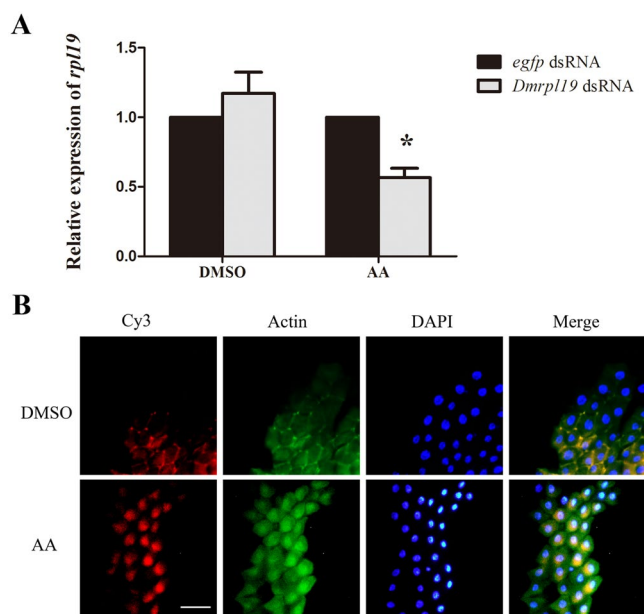 A
Relative expression of rpl19
1.5
1.0
0.5
0.0
DMSO
AA
*
egfp dsRNA
Dmrpl19 dsRNA
B
Cy3
Actin
DAPI
Merge
DMSO
AA